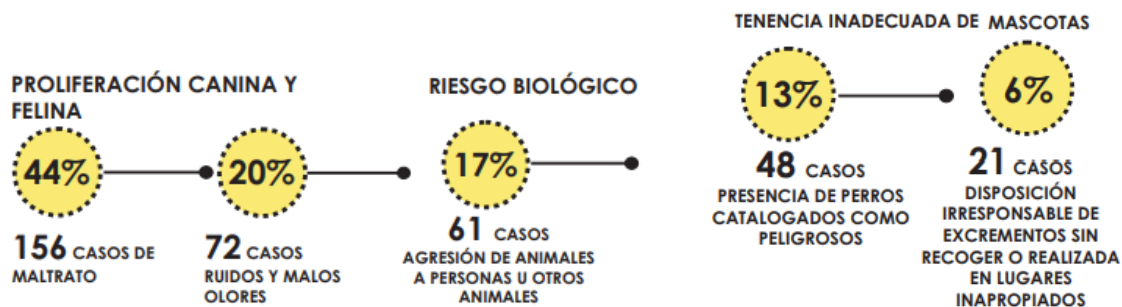 PROLIFERACIÓN CANINA Y
FELINA
44%
156 CASOS DE
MALTRATO
20%
72 CASOS
RUIDOS Y MALOS
OLORES
RIESGO BIOLÓGICO
17%
61 CASOS
AGRESIÓN DE ANIMALES
A PERSONAS U OTROS
ANIMALES
TENENCIA INADECUADA DE MASCOTAS
13%
48 CASOS
PRESENCIA DE PERROS
CATALOGADOS COMO
PELIGROSOS
6%
21 CASOS
DISPOSICIÓN
IRRESPONSABLE DE
EXCREMENTOS SIN
RECOGER O REALIZADA
EN LUGARES
INAPROPIADOS